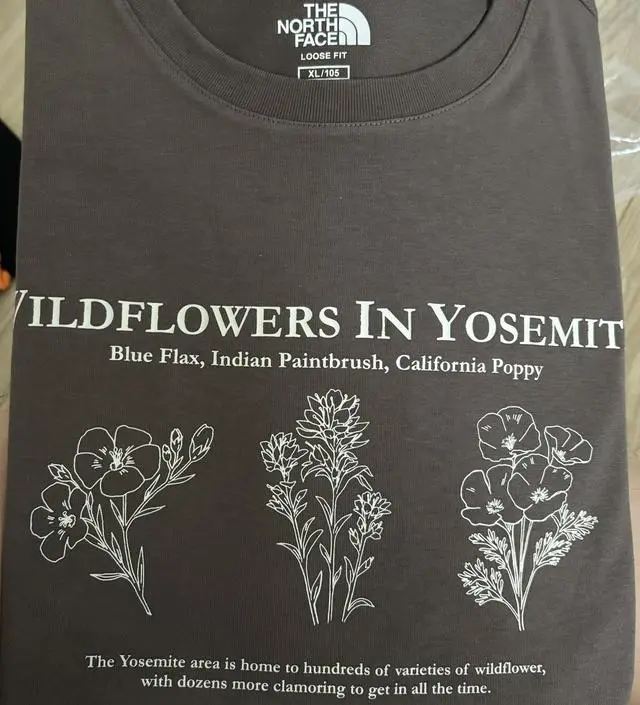 THE
NORTH
FACE
LOOSE FIT
XL/105
WILDFLOWERS IN YOSEMIT
Blue Flax, Indian Paintbrush, California Poppy
The Yosemite area is home to hundreds of varieties of wildflower,
with dozens more clamoring to get in all the time.